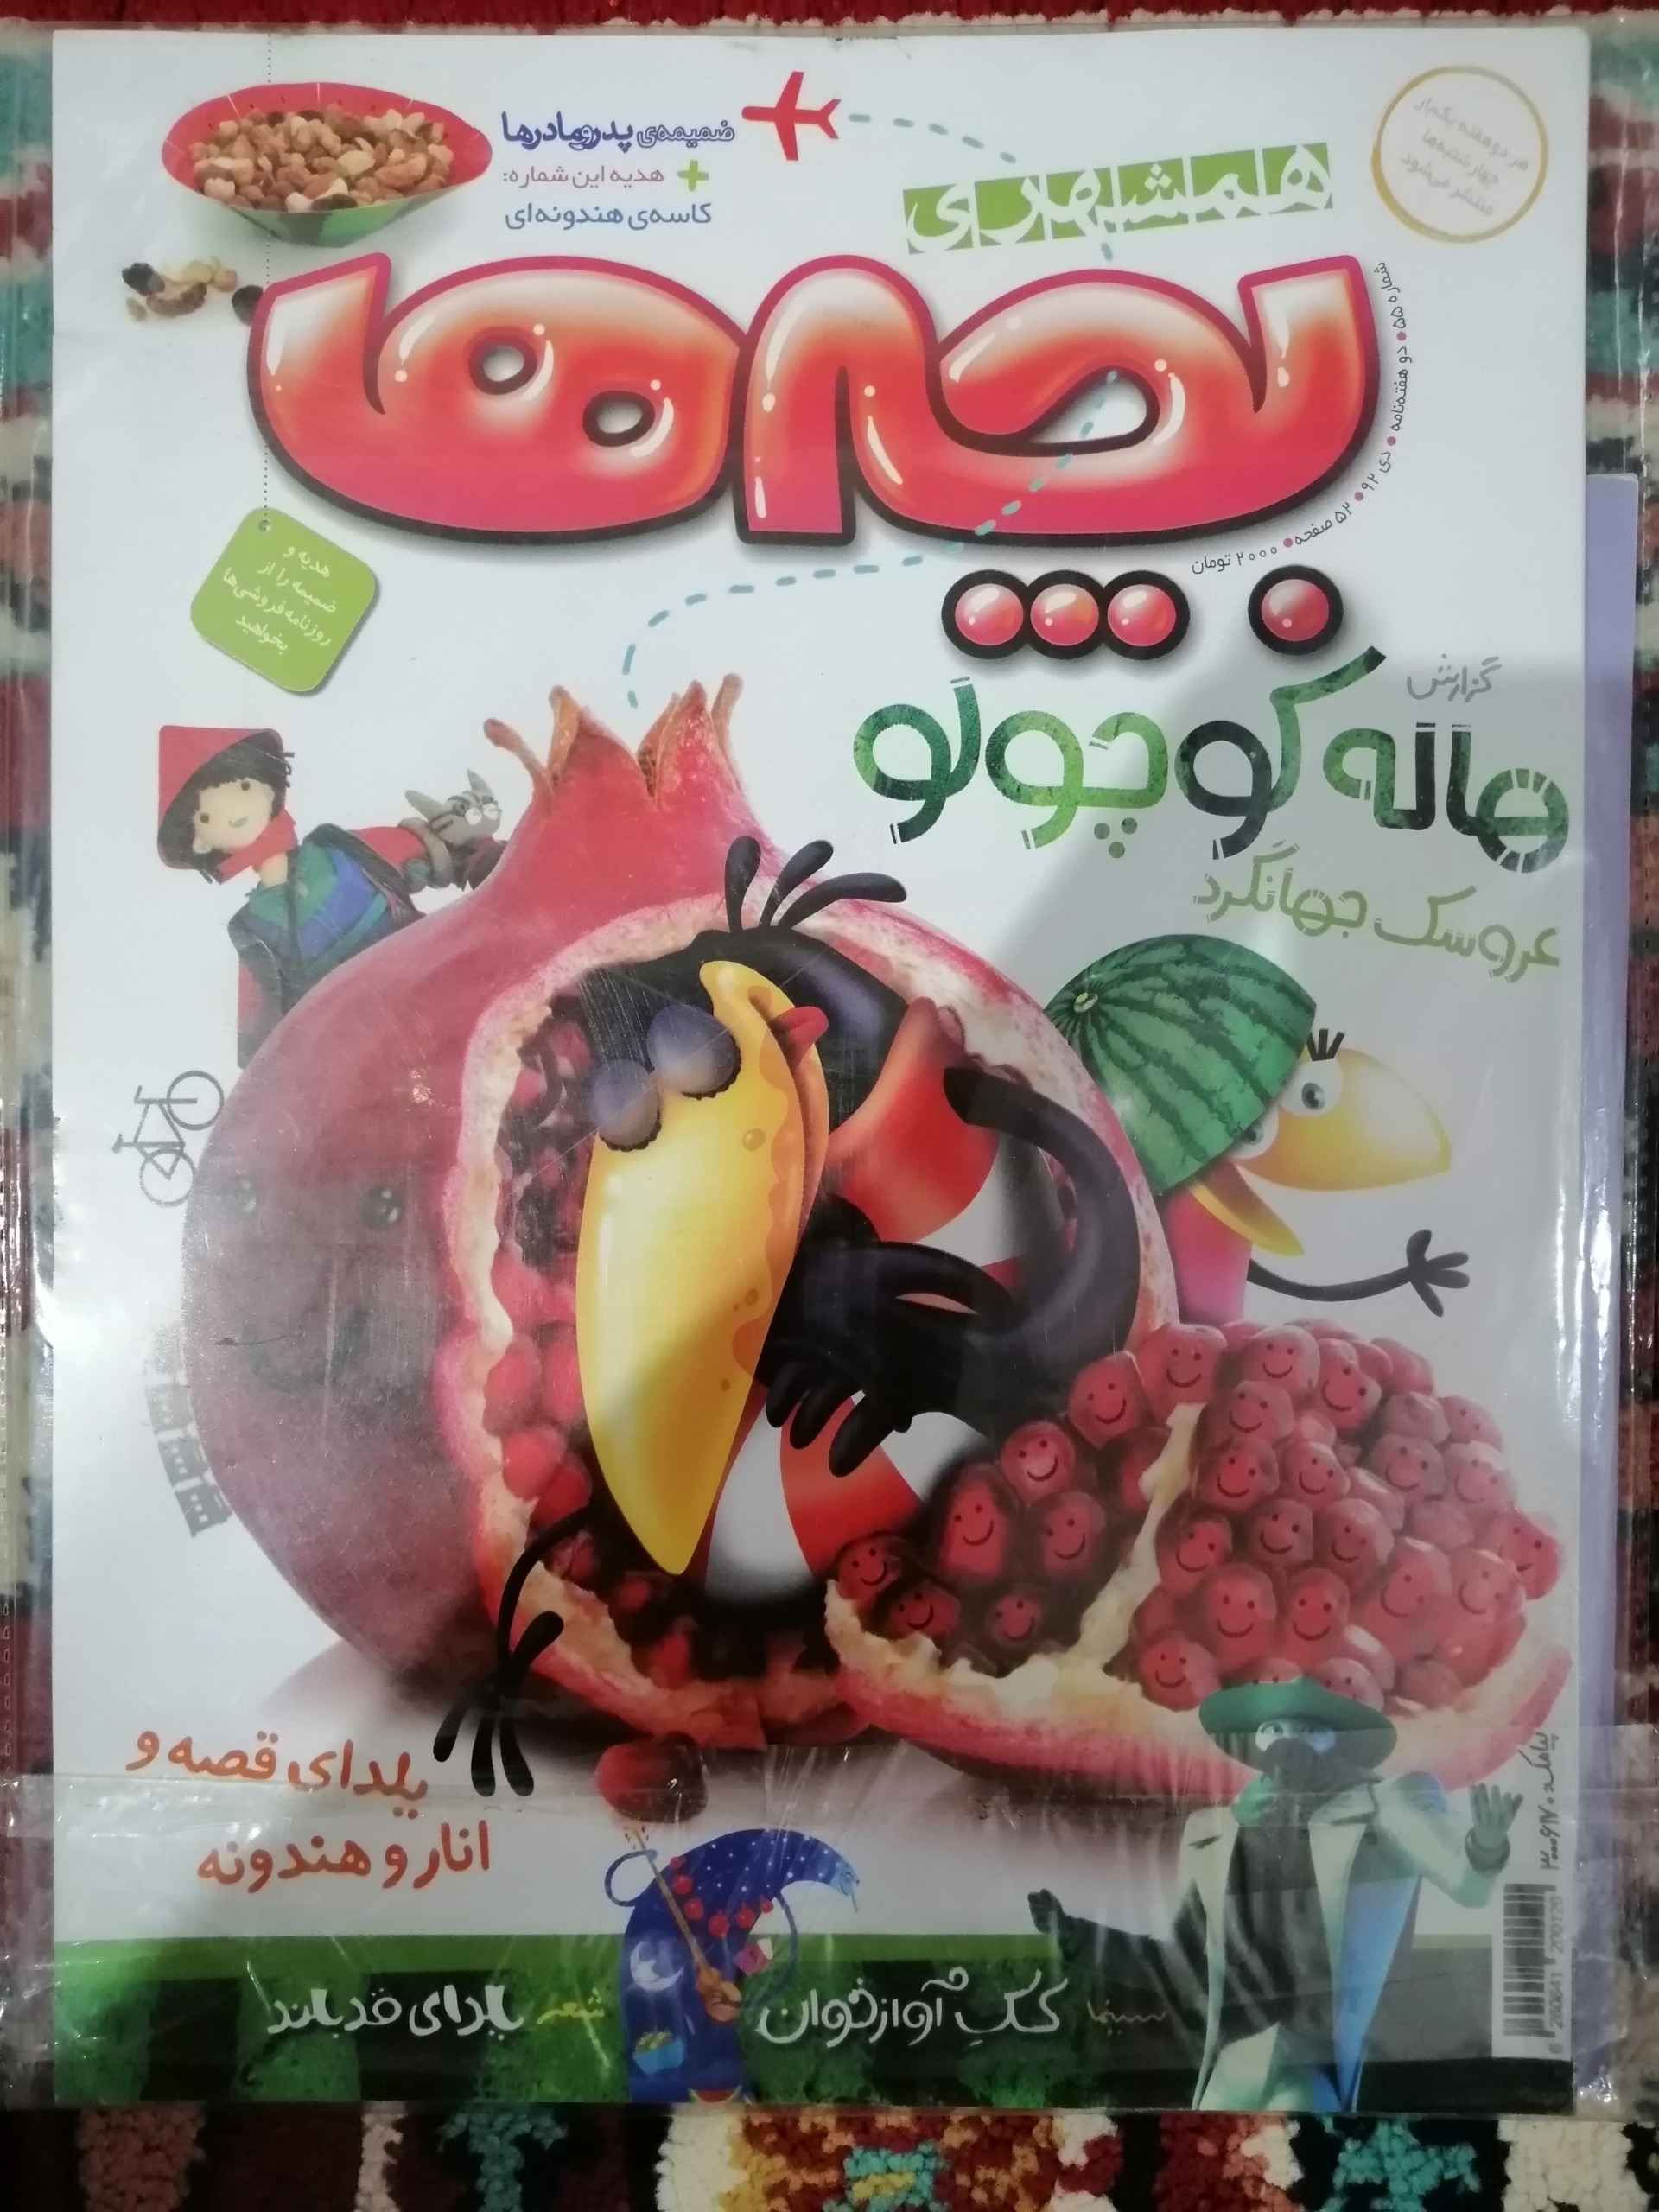 هر دو هفته یک‌بار
چهارشنبه‌ها
منتشر می‌شود
ضمیمه‌ی پدرومادرها
+ هدیه این شماره:
کاسه‌ی هندونه‌ای
همشهری
بچه‌ها
شماره ۵۵ • دو هفته‌نامه • دی ۹۲ • ۵۲ صفحه • ۲۰۰۰ تومان
هدیه و
ضمیمه را از
روزنامه‌فروشی‌ها
بخواهید
گزارش
هاله کوچولو
عروسک جهانگرد
یلدای قصه و
انار و هندونه
سینما
ککِ آوازخوان
شعر
یلدای قدبلند
پیامک: